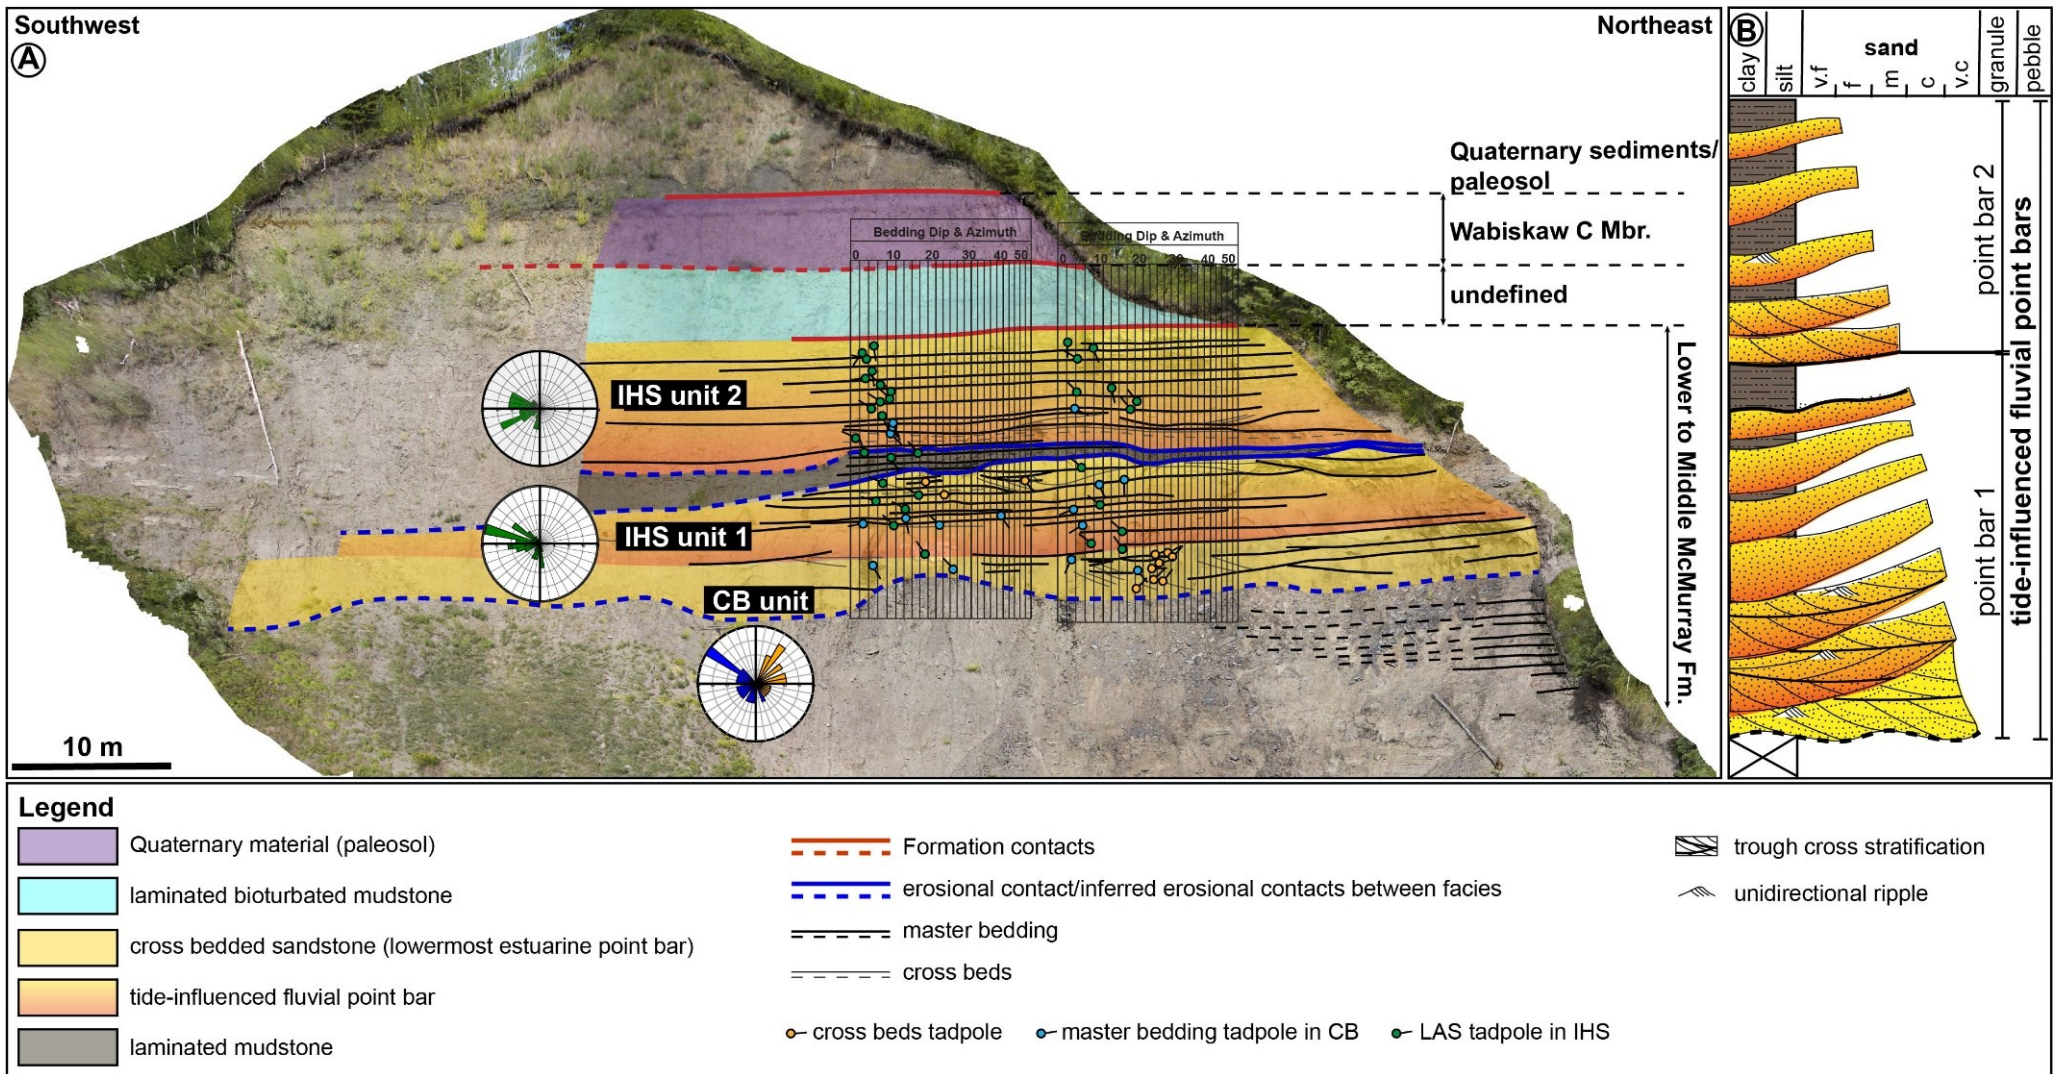 Southwest
Northeast
A
Quaternary sediments/
paleosol
Wabiskaw C Mbr.
undefined
Lower to Middle McMurray Fm.
Bedding Dip & Azimuth
0 10 20 30 40 50
Bedding Dip & Azimuth
0 10 20 30 40 50
IHS unit 2
IHS unit 1
CB unit
10 m
B
clay
silt
sand
v.f
f
m
c
v.c
granule
pebble
point bar 2
point bar 1
tide-influenced fluvial point bars
Legend
Quaternary material (paleosol)
laminated bioturbated mudstone
cross bedded sandstone (lowermost estuarine point bar)
tide-influenced fluvial point bar
laminated mudstone
Formation contacts
erosional contact/inferred erosional contacts between facies
master bedding
cross beds
cross beds tadpole
master bedding tadpole in CB
LAS tadpole in IHS
trough cross stratification
unidirectional ripple